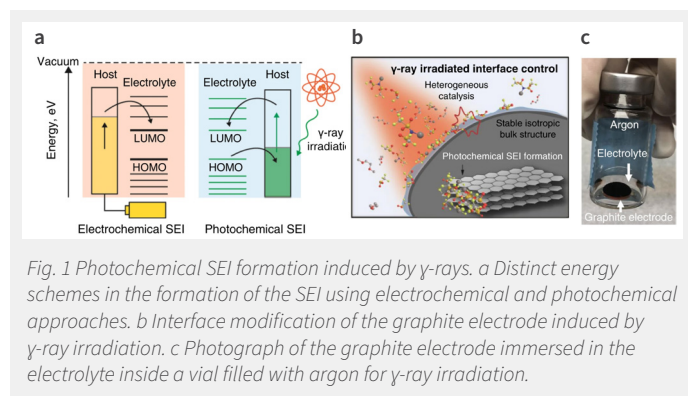 a
Vacuum
Host
Electrolyte
LUMO
HOMO
Energy, eV
Electrochemical SEI
Electrolyte
Host
LUMO
HOMO
γ-ray
irradiati
Photochemical SEI
b
γ-ray irradiated interface control
Heterogeneous
catalysis
Stable isotropic
bulk structure
Photochemical SEI formation
c
Argon
Electrolyte
Graphite electrode
Fig. 1 Photochemical SEI formation induced by γ-rays. a Distinct energy
schemes in the formation of the SEI using electrochemical and photochemical
approaches. b Interface modification of the graphite electrode induced by
γ-ray irradiation. c Photograph of the graphite electrode immersed in the
electrolyte inside a vial filled with argon for γ-ray irradiation.